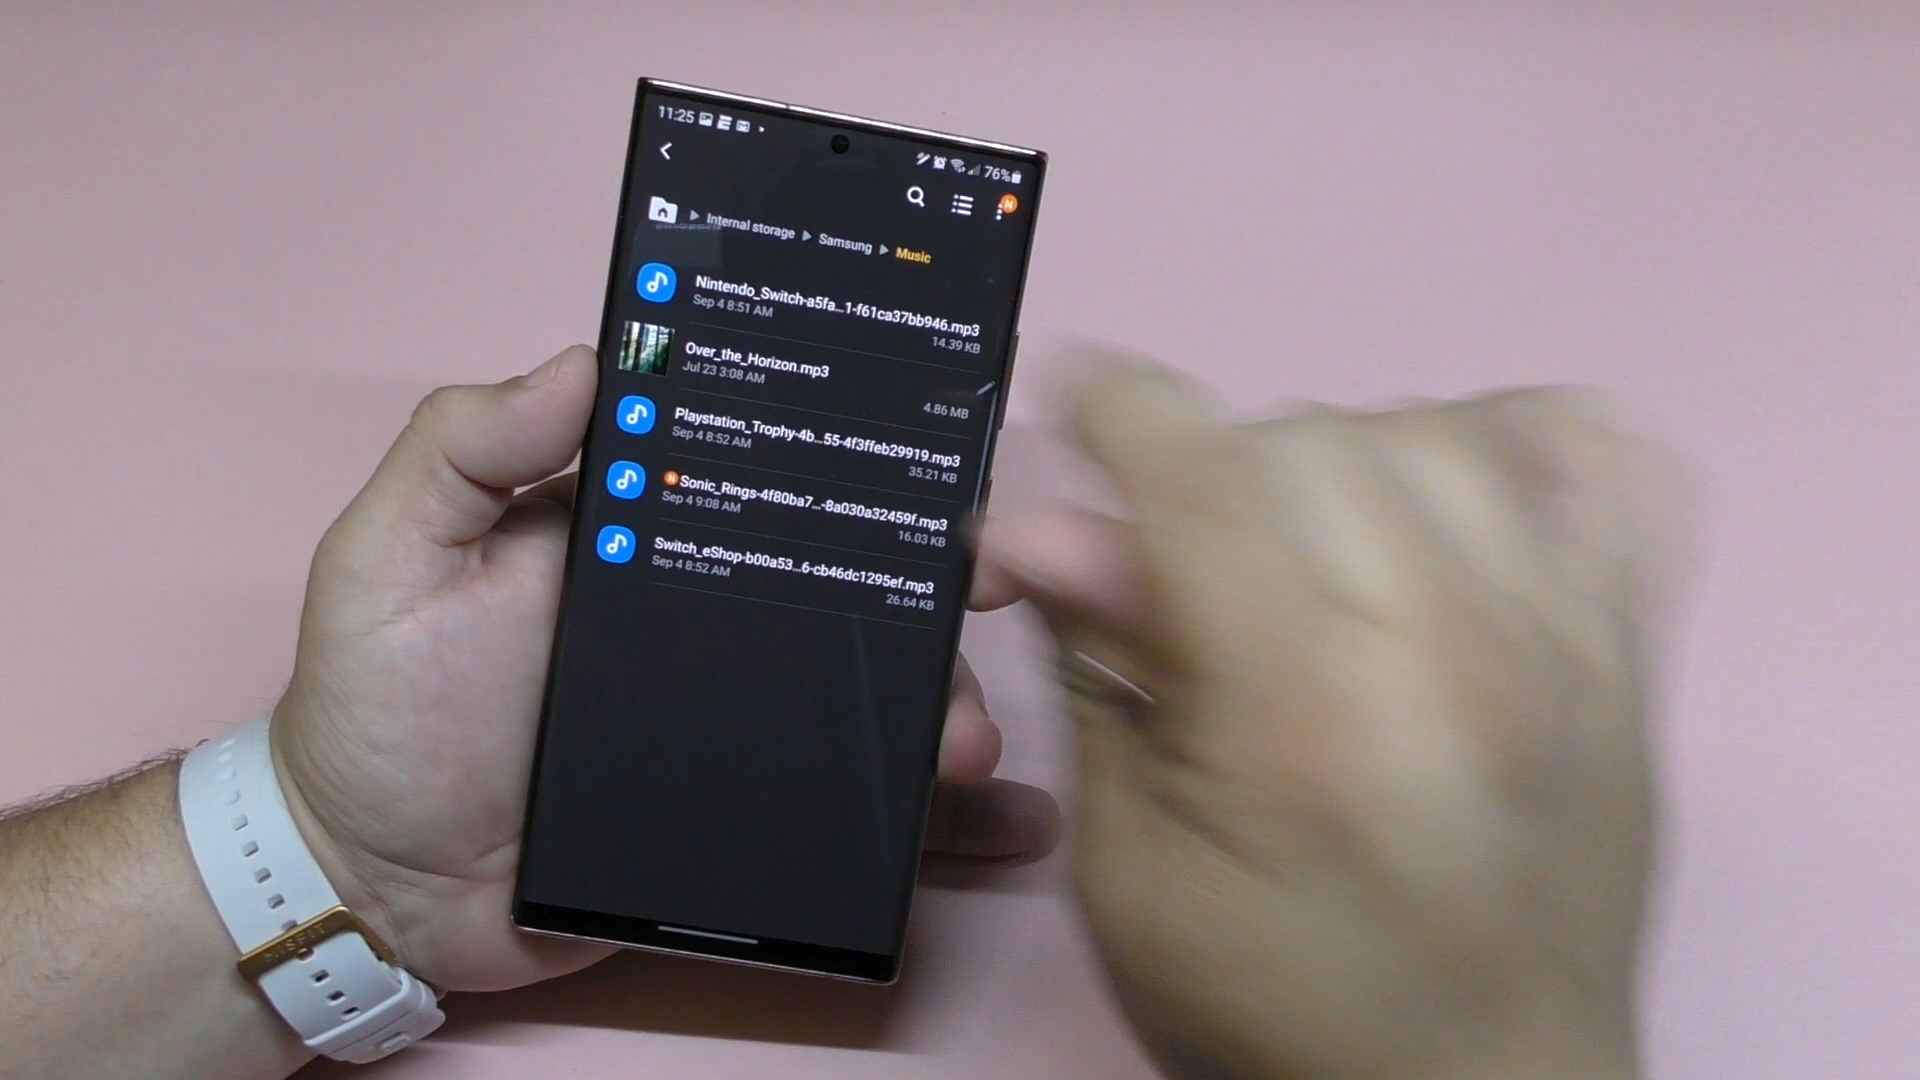 11:25
76%
N
Internal storage Samsung Music
Nintendo_Switch-a5fa...1-f61ca37bb946.mp3
Sep 4 8:51 AM
14.39 KB
Over_the_Horizon.mp3
Jul 23 3:08 AM
4.86 MB
Playstation_Trophy-4b...55-4f3ffeb29919.mp3
Sep 4 8:52 AM
35.21 KB
N Sonic_Rings-4f80ba7...-8a030a32459f.mp3
Sep 4 9:08 AM
16.03 KB
Switch_eShop-b00a53...6-cb46dc1295ef.mp3
Sep 4 8:52 AM
26.64 KB
MISFIT